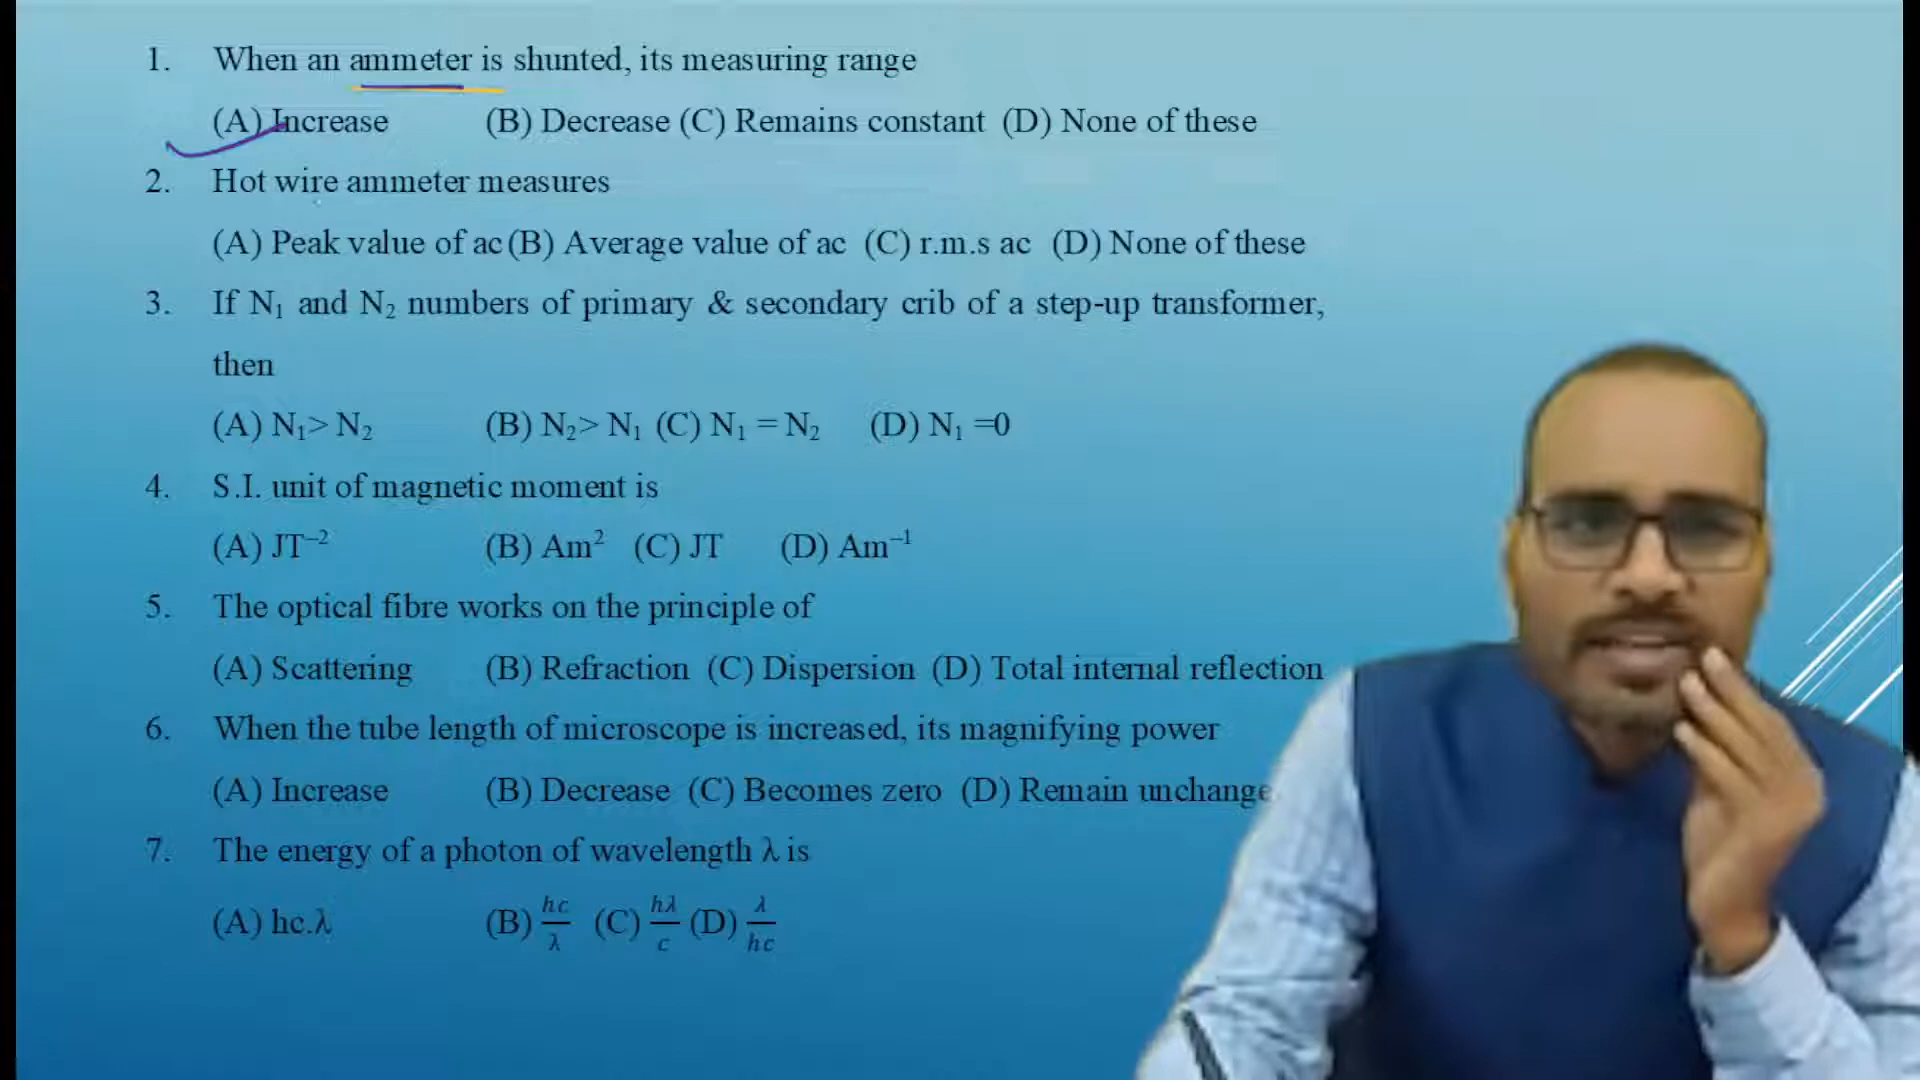 1. When an ammeter is shunted, its measuring range
(A) Increase (B) Decrease (C) Remains constant (D) None of these
2. Hot wire ammeter measures
(A) Peak value of ac (B) Average value of ac (C) r.m.s ac (D) None of these
3. If N₁ and N₂ numbers of primary & secondary crib of a step-up transformer,
then
(A) N₁> N₂ (B) N₂> N₁ (C) N₁ = N₂ (D) N₁ =0
4. S.I. unit of magnetic moment is
(A) JT⁻² (B) Am² (C) JT (D) Am⁻¹
5. The optical fibre works on the principle of
(A) Scattering (B) Refraction (C) Dispersion (D) Total internal reflection
6. When the tube length of microscope is increased, its magnifying power
(A) Increase (B) Decrease (C) Becomes zero (D) Remain unchange
7. The energy of a photon of wavelength λ is
(A) hc.λ (B) hc/λ (C) hλ/c (D) λ/hc